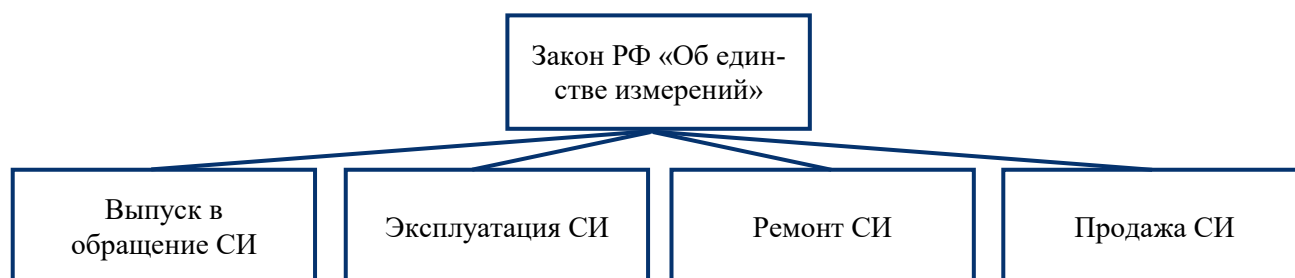 Закон РФ «Об един-
стве измерений»
Выпуск в
обращение СИ
Эксплуатация СИ
Ремонт СИ
Продажа СИ